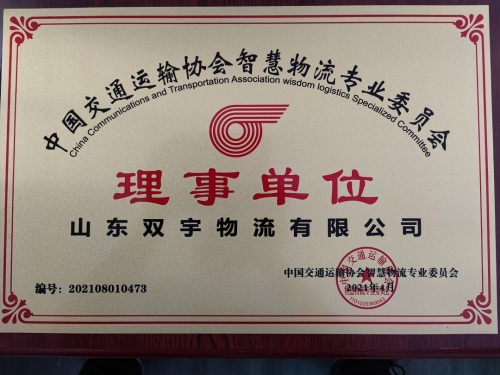 中国交通运输协会智慧物流专业委员会
China Communications and Transportation Association wisdom logistics Specialized Committee
理事单位
山东双宇物流有限公司
中国交通运输协会智慧物流专业委员会
编号：202108010473
2021年4月